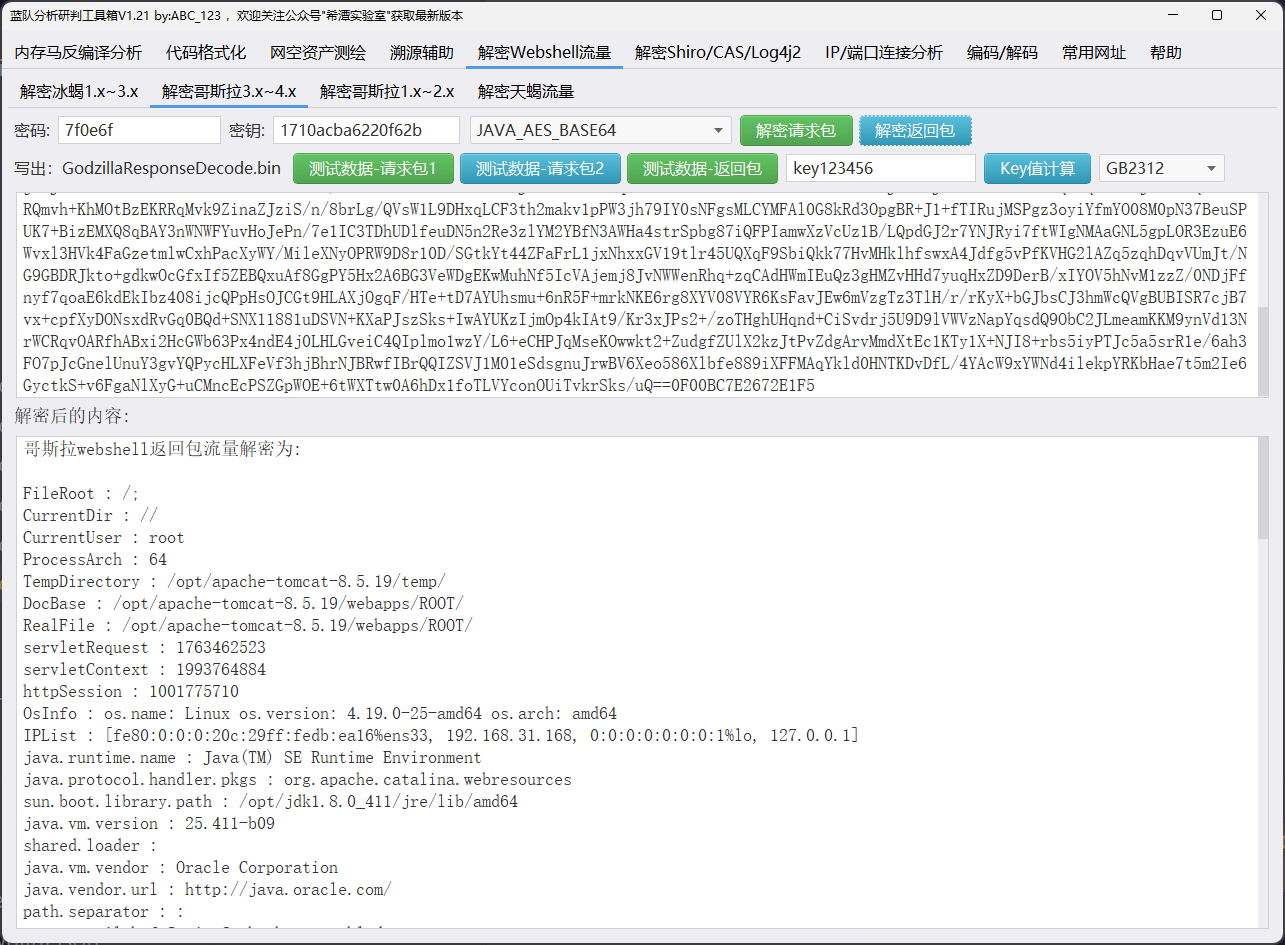 蓝队分析研判工具箱V1.21 by:ABC_123 ，欢迎关注公众号"希潭实验室"获取最新版本
内存马反编译分析 代码格式化 网空资产测绘 溯源辅助 解密Webshell流量 解密Shiro/CAS/Log4j2 IP/端口连接分析 编码/解码 常用网址 帮助
解密冰蝎1.x~3.x 解密哥斯拉3.x~4.x 解密哥斯拉1.x~2.x 解密天蝎流量
密码: 7f0e6f 密钥: 1710acba6220f62b JAVA_AES_BASE64 解密请求包 解密返回包
写出: GodzillaResponseDecode.bin 测试数据-请求包1 测试数据-请求包2 测试数据-返回包 key123456 Key值计算 GB2312
RQmvh+KhMOtBzEKRRqMvk9ZinaZJziS/n/8brLg/QVsW1L9DHxqLCF3th2makv1pPW3jh79IY0sNFgsMLCYMFAl0G8kRd3OpgBR+J1+fTIRujMSPgz3oyiYfmYO08M0pN37BeuSP
UK7+BizEMXQ8qBAY3nWNWFYuvHoJePn/7e1IC3TDhUDlfeuDN5n2Re3zlYM2YBfN3AWHa4strSpbg87iQFPIamwXzVcUz1B/LQpdGJ2r7YNJRyi7ftWIgNMAaGNL5gpLOR3EzuE6
Wvxl3HVk4FaGzetmlwCxhPacXyWY/MileXNyOPRW9D8r1OD/SGtkYt44ZFaFrL1jxNhxxGV19tlr45UQXqF9SbiQkk77HvMHklhfswxA4Jdfg5vPfKVHG2lAZq5zqhDqvVUmJt/N
G9GBDRJkto+gdkwOcGfxIf5ZEBQxuAf8GgPY5Hx2A6BG3VeWDgEKwMuhNf5IcVAjemj8JvNWWenRhq+zqCAdHWmIEuQz3gHMZvHHd7yuqHxZD9DerB/xIYOV5hNvM1zzZ/0NDjFf
nyf7qoaE6kdEkIbz408ijcQPpHsOJCGt9HLAXjOgqF/HTe+tD7AYUhsmu+6nR5F+mrkNKE6rg8XYV08VYR6KsFavJEw6mVzgTz3TlH/r/rKyX+bGJbsCJ3hmWcQVgBUBISR7cjB7
vx+cpfXyDONsxdRvGq0BQd+SNX11881uDSVN+KXaPJszSks+IwAYUKzIjmOp4kIAt9/Kr3xJPs2+/zoTHghUHqnd+CiSvdrj5U9D9lVWVzNapYqsdQ9ObC2JLmeamKKM9ynVd13N
rWCRqvOARfhABxi2HcGWb63Px4ndE4jOLHLGveiC4QIplmo1wzY/L6+eCHPJqMseKOwwkt2+ZudgfZUlX2kzJtPvZdgArvMmdXtEc1KTy1X+NJI8+rbs5iyPTJc5a5srR1e/6ah3
FO7pJcGnelUnuY3gvYQPycHLXFeVf3hjBhrNJBRwfIBrQQIZSVJ1M01eSdsgnuJrwBV6Xeo586Xlbfe889iXFFMAqYkldOHNTKDvDfL/4YAcW9xYWNd4ilekpYRKbHae7t5m2Ie6
GyctkS+v6FgaNlXyG+uCMncEcPSZGpWOE+6tWXTtwOA6hDx1foTLVYconOUiTvkrSks/uQ==0F00BC7E2672E1F5
解密后的内容:
哥斯拉webshell返回包流量解密为:
FileRoot : /;
CurrentDir : //
CurrentUser : root
ProcessArch : 64
TempDirectory : /opt/apache-tomcat-8.5.19/temp/
DocBase : /opt/apache-tomcat-8.5.19/webapps/ROOT/
RealFile : /opt/apache-tomcat-8.5.19/webapps/ROOT/
servletRequest : 1763462523
servletContext : 1993764884
httpSession : 1001775710
OsInfo : os.name: Linux os.version: 4.19.0-25-amd64 os.arch: amd64
IPList : [fe80:0:0:0:20c:29ff:fedb:ea16%ens33, 192.168.31.168, 0:0:0:0:0:0:0:1%lo, 127.0.0.1]
java.runtime.name : Java(TM) SE Runtime Environment
java.protocol.handler.pkgs : org.apache.catalina.webresources
sun.boot.library.path : /opt/jdk1.8.0_411/jre/lib/amd64
java.vm.version : 25.411-b09
shared.loader :
java.vm.vendor : Oracle Corporation
java.vendor.url : http://java.oracle.com/
path.separator : :